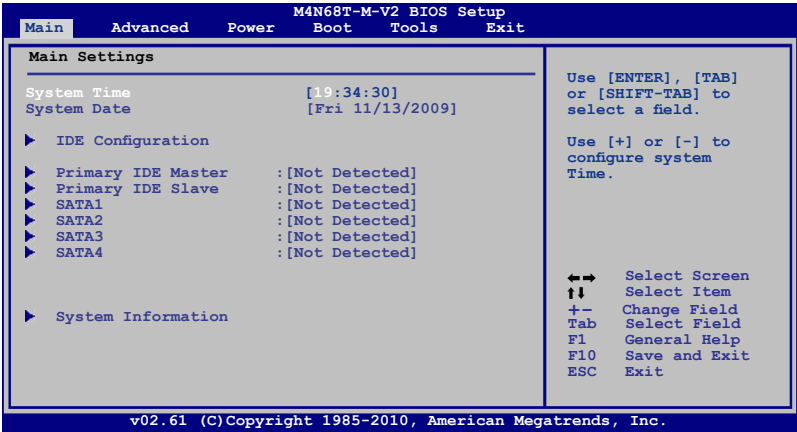 M4N68T-M-V2 BIOS Setup
Main Advanced Power Boot Tools Exit
Main Settings
System Time [19:34:30]
System Date [Fri 11/13/2009]
IDE Configuration
Primary IDE Master :[Not Detected]
Primary IDE Slave :[Not Detected]
SATA1 :[Not Detected]
SATA2 :[Not Detected]
SATA3 :[Not Detected]
SATA4 :[Not Detected]
System Information
Use [ENTER], [TAB]
or [SHIFT-TAB] to
select a field.
Use [+] or [-] to
configure system
Time.
←→ Select Screen
↑↓ Select Item
+- Change Field
Tab Select Field
F1 General Help
F10 Save and Exit
ESC Exit
v02.61 (C)Copyright 1985-2010, American Megatrends, Inc.